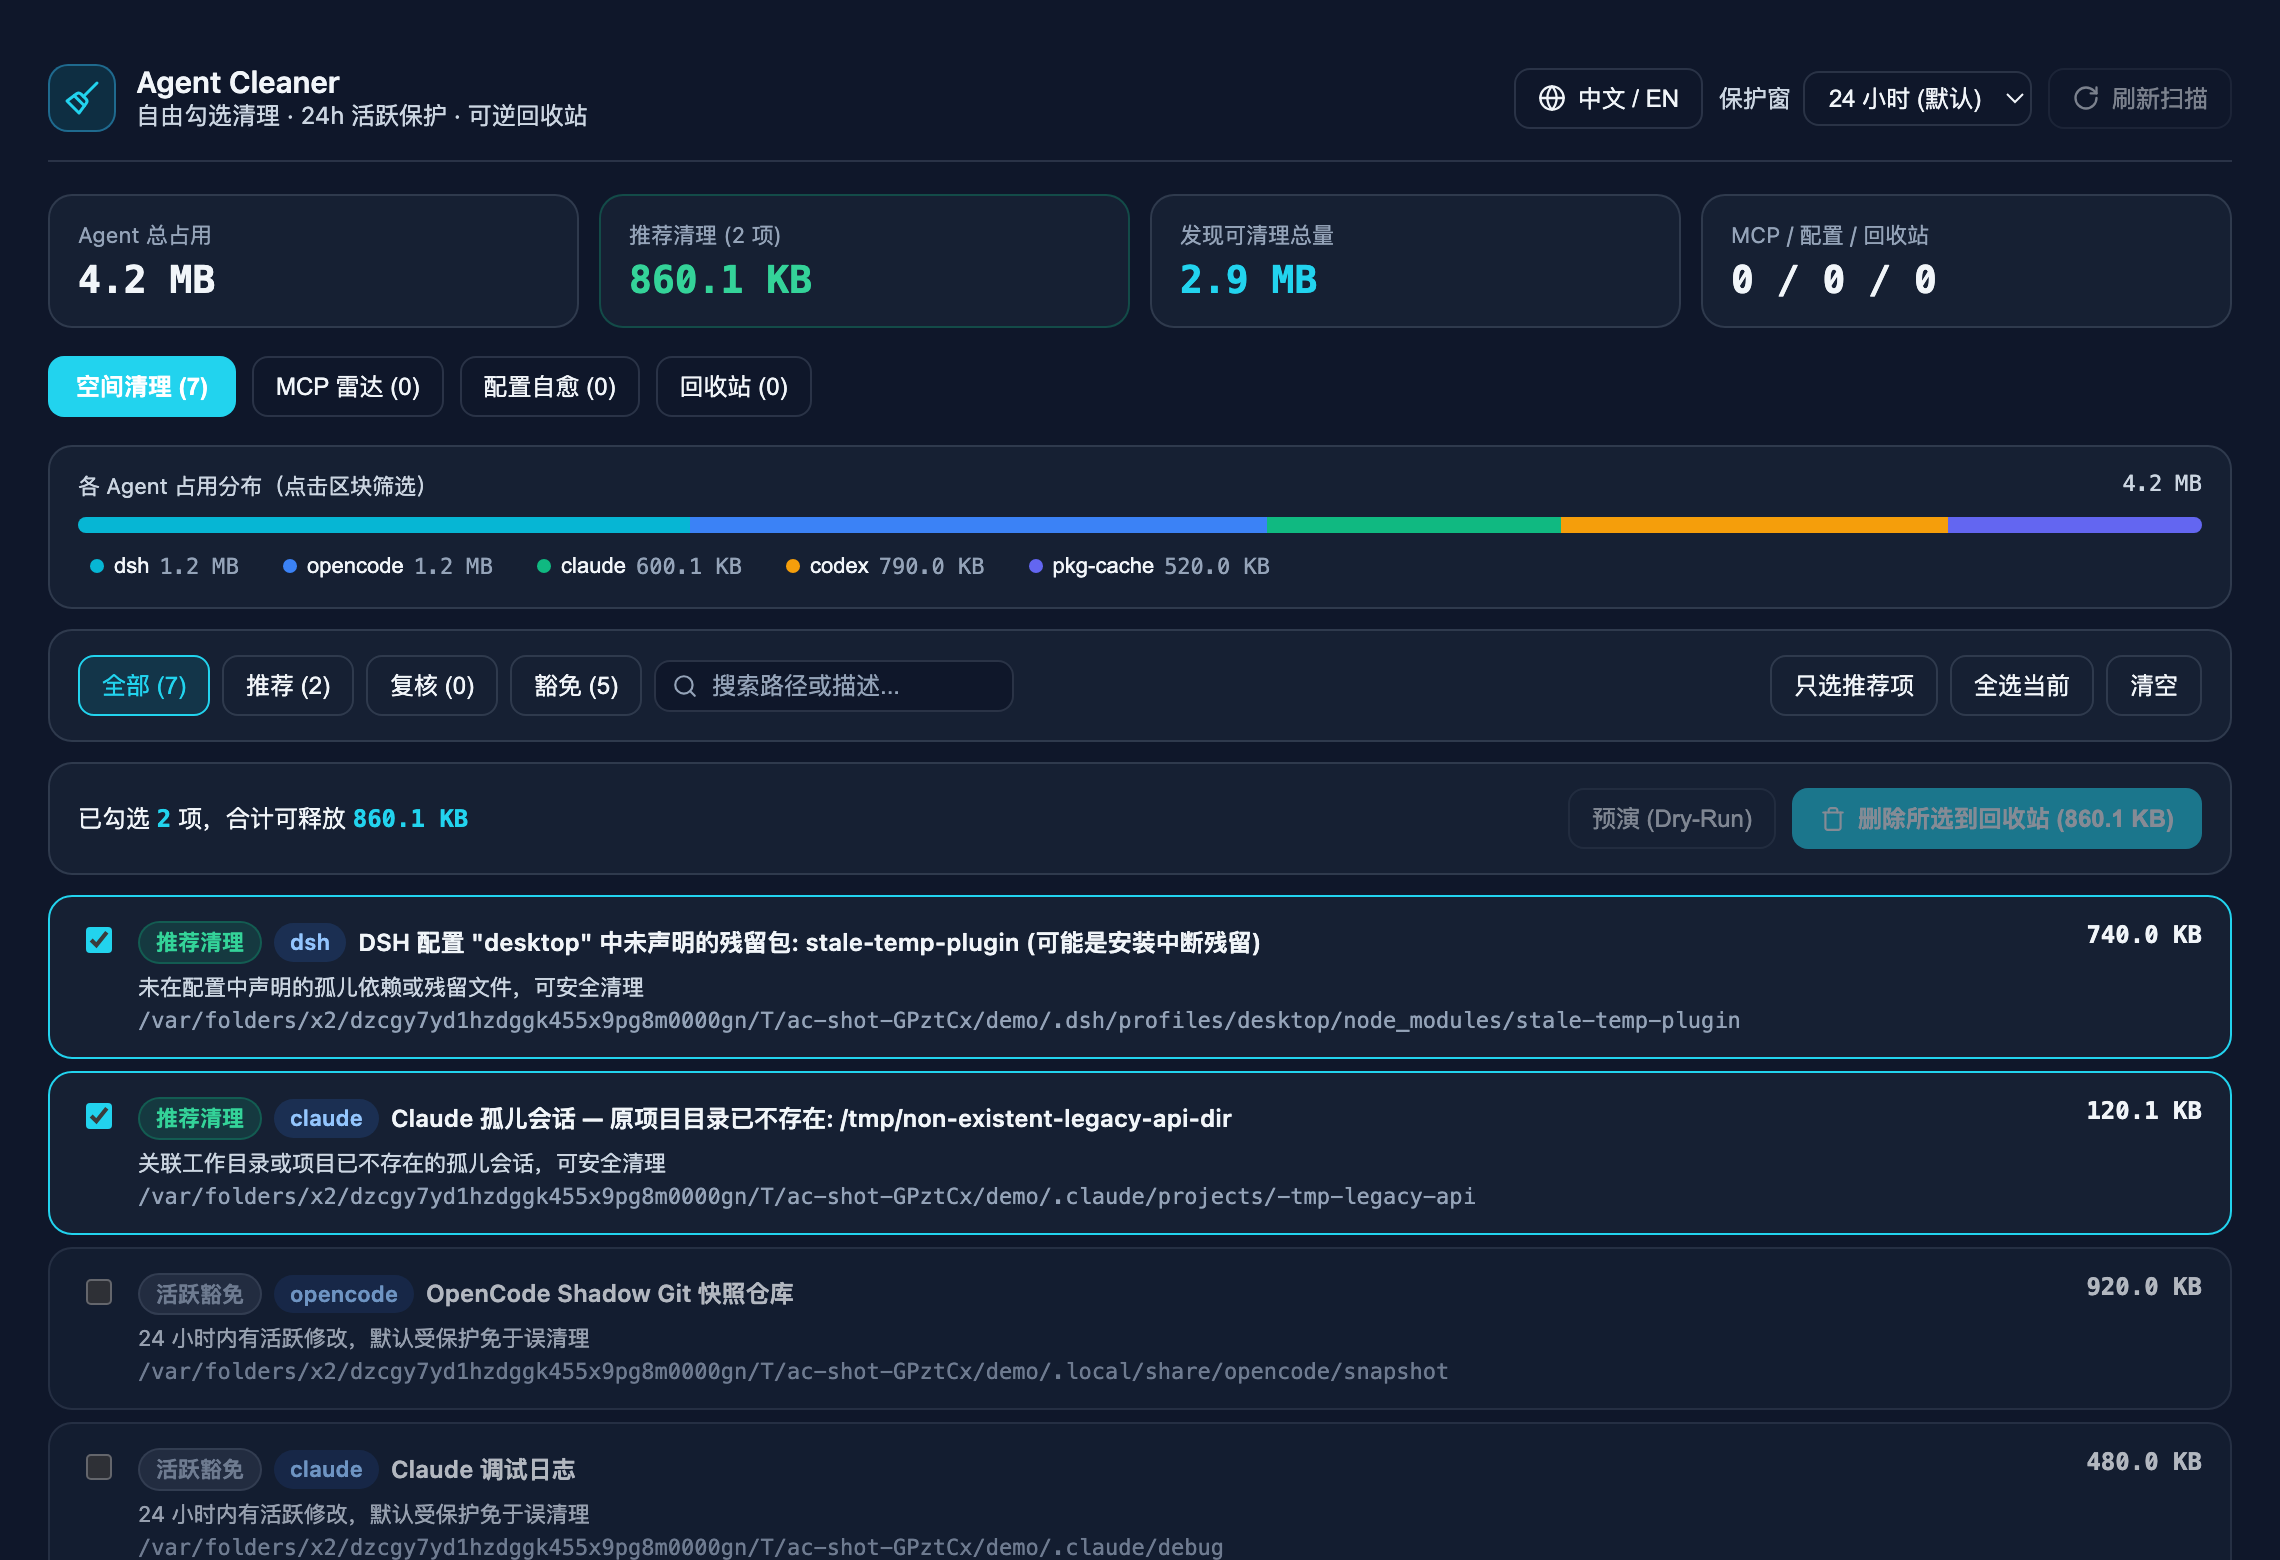 Agent Cleaner
自由勾选清理 · 24h 活跃保护 · 可逆回收站
中文 / EN
保护窗
24 小时 (默认)
刷新扫描
Agent 总占用
4.2 MB
推荐清理 (2 项)
860.1 KB
发现可清理总量
2.9 MB
MCP / 配置 / 回收站
0 / 0 / 0
空间清理 (7)
MCP 雷达 (0)
配置自愈 (0)
回收站 (0)
各 Agent 占用分布（点击区块筛选）
4.2 MB
dsh 1.2 MB
opencode 1.2 MB
claude 600.1 KB
codex 790.0 KB
pkg-cache 520.0 KB
全部 (7)
推荐 (2)
复核 (0)
豁免 (5)
搜索路径或描述...
只选推荐项
全选当前
清空
已勾选 2 项，合计可释放 860.1 KB
预演 (Dry-Run)
删除所选到回收站 (860.1 KB)
推荐清理 dsh DSH 配置 "desktop" 中未声明的残留包: stale-temp-plugin (可能是安装中断残留)
740.0 KB
未在配置中声明的孤儿依赖或残留文件，可安全清理
/var/folders/x2/dzcgy7yd1hzdggk455x9pg8m0000gn/T/ac-shot-GPztCx/demo/.dsh/profiles/desktop/node_modules/stale-temp-plugin
推荐清理 claude Claude 孤儿会话 — 原项目目录已不存在: /tmp/non-existent-legacy-api-dir
120.1 KB
关联工作目录或项目已不存在的孤儿会话，可安全清理
/var/folders/x2/dzcgy7yd1hzdggk455x9pg8m0000gn/T/ac-shot-GPztCx/demo/.claude/projects/-tmp-legacy-api
活跃豁免 opencode OpenCode Shadow Git 快照仓库
920.0 KB
24 小时内有活跃修改，默认受保护免于误清理
/var/folders/x2/dzcgy7yd1hzdggk455x9pg8m0000gn/T/ac-shot-GPztCx/demo/.local/share/opencode/snapshot
活跃豁免 claude Claude 调试日志
480.0 KB
24 小时内有活跃修改，默认受保护免于误清理
/var/folders/x2/dzcgy7yd1hzdggk455x9pg8m0000gn/T/ac-shot-GPztCx/demo/.claude/debug